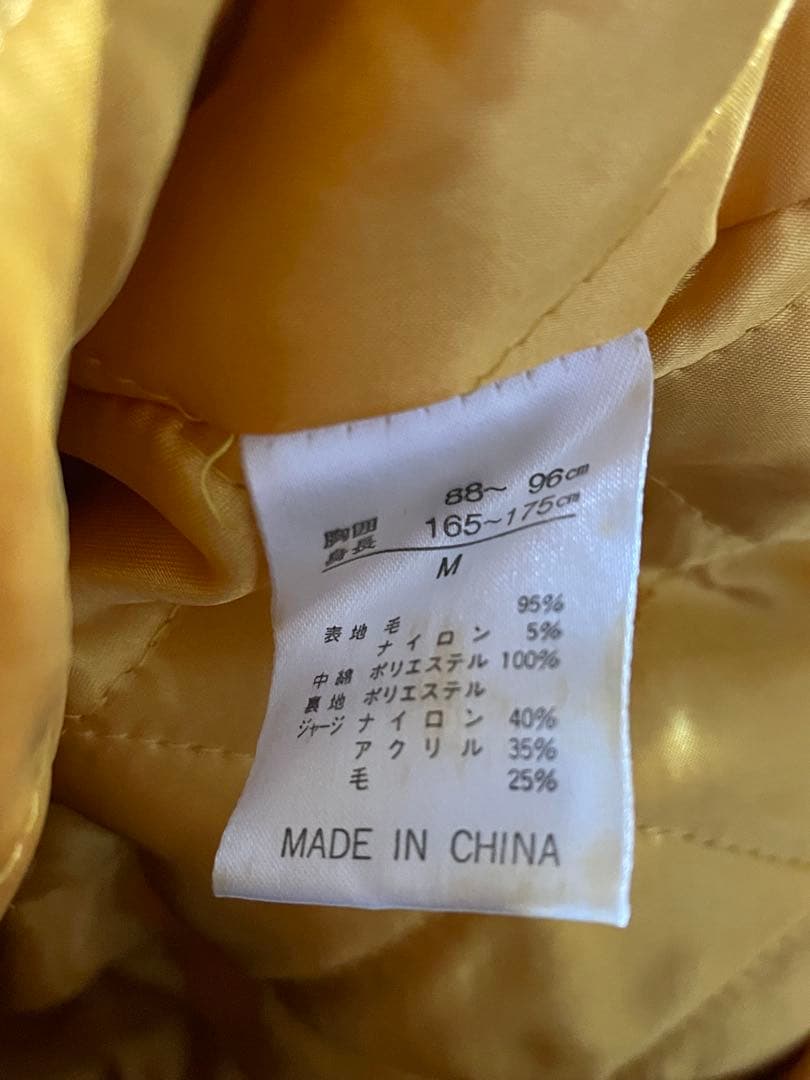 胸囲 88~ 96cm
身長 165~175cm
M
表地 毛 95%
ナイロン 5%
中綿 ポリエステル 100%
裏地 ポリエステル
ジャージ ナイロン 40%
アクリル 35%
毛 25%
MADE IN CHINA